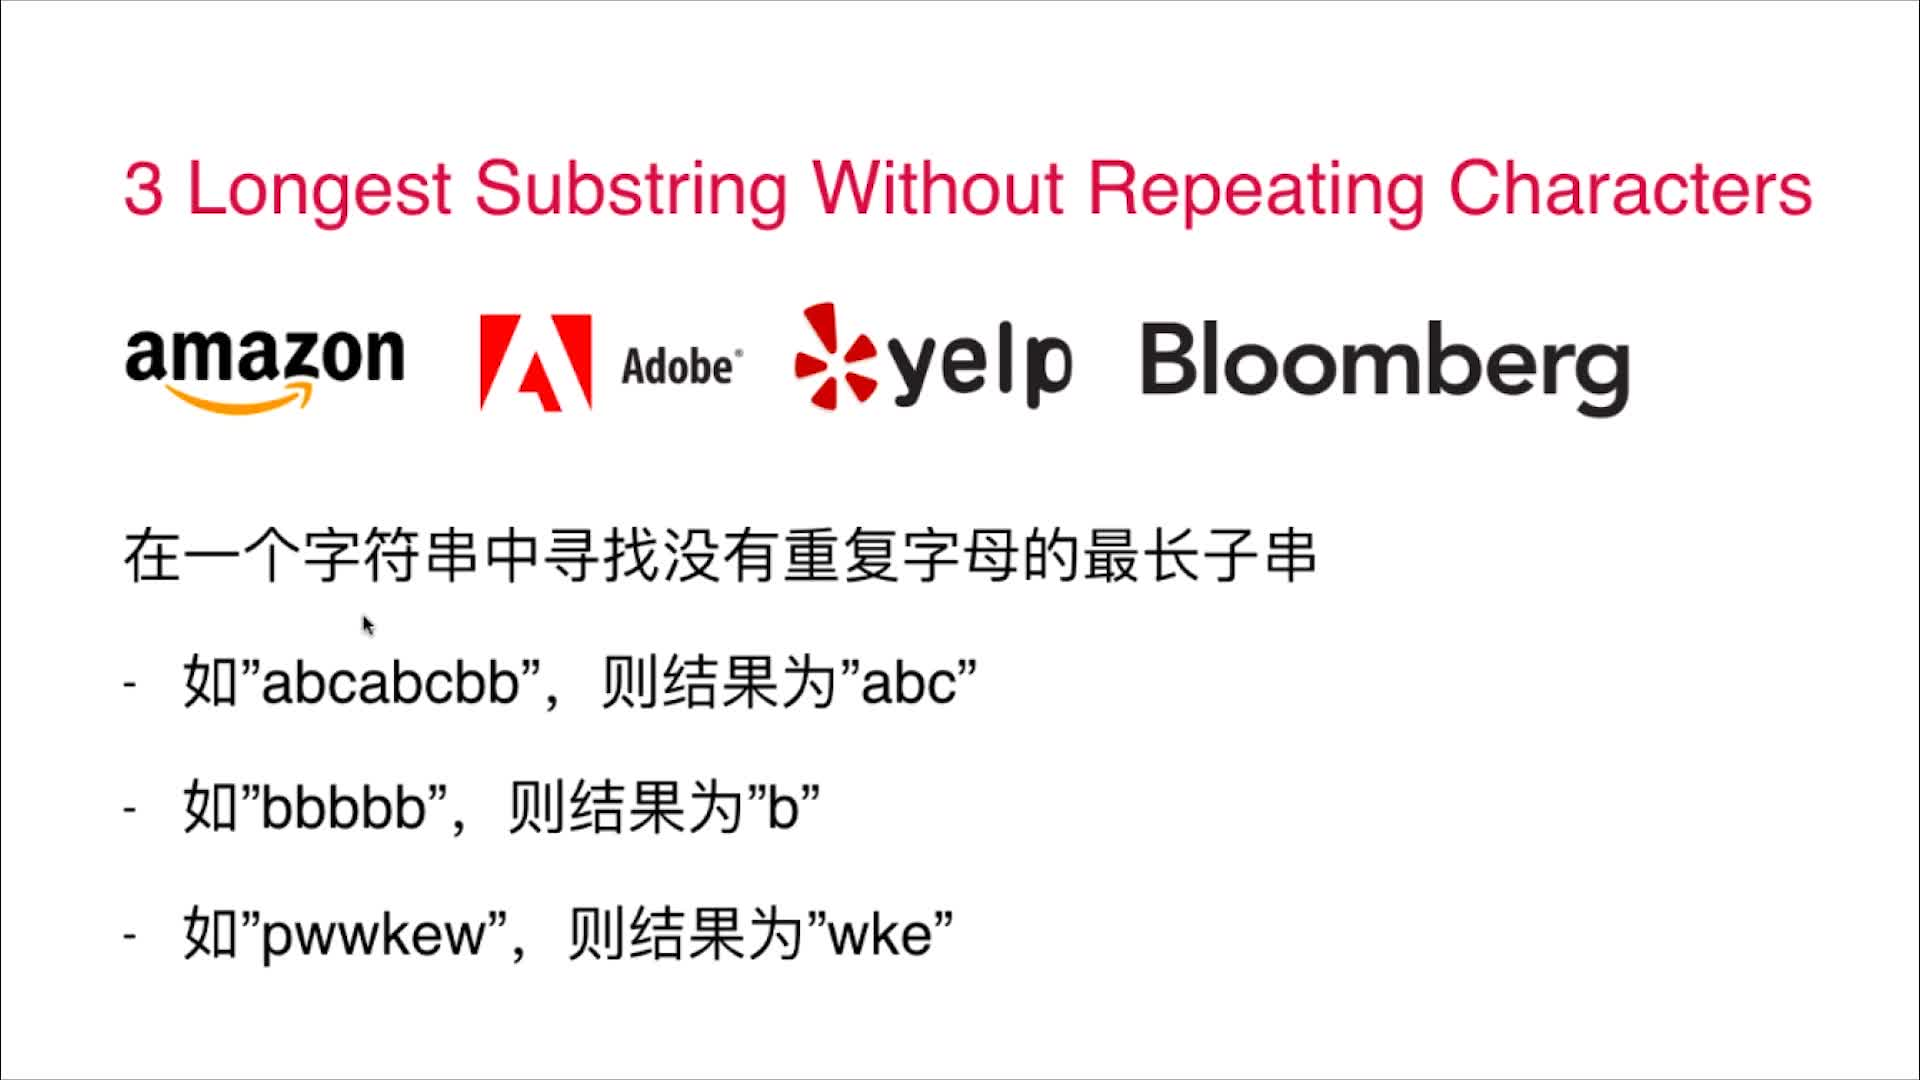 3 Longest Substring Without Repeating Characters
amazon Adobe® yelp Bloomberg
在一个字符串中寻找没有重复字母的最长子串
- 如”abcabcbb”，则结果为”abc”
- 如”bbbbb”，则结果为”b”
- 如”pwwkew”，则结果为”wke”